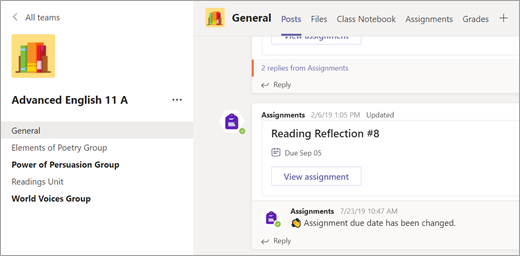 All teams
Advanced English 11 A
General
Elements of Poetry Group
Power of Persuasion Group
Readings Unit
World Voices Group
General Posts Files Class Notebook Assignments Grades
View assignment
2 replies from Assignments
Reply
Assignments 2/6/19 1:05 PM Updated
Reading Reflection #8
Due Sep 05
View assignment
Assignments 7/23/19 10:47 AM
Assignment due date has been changed.
Reply